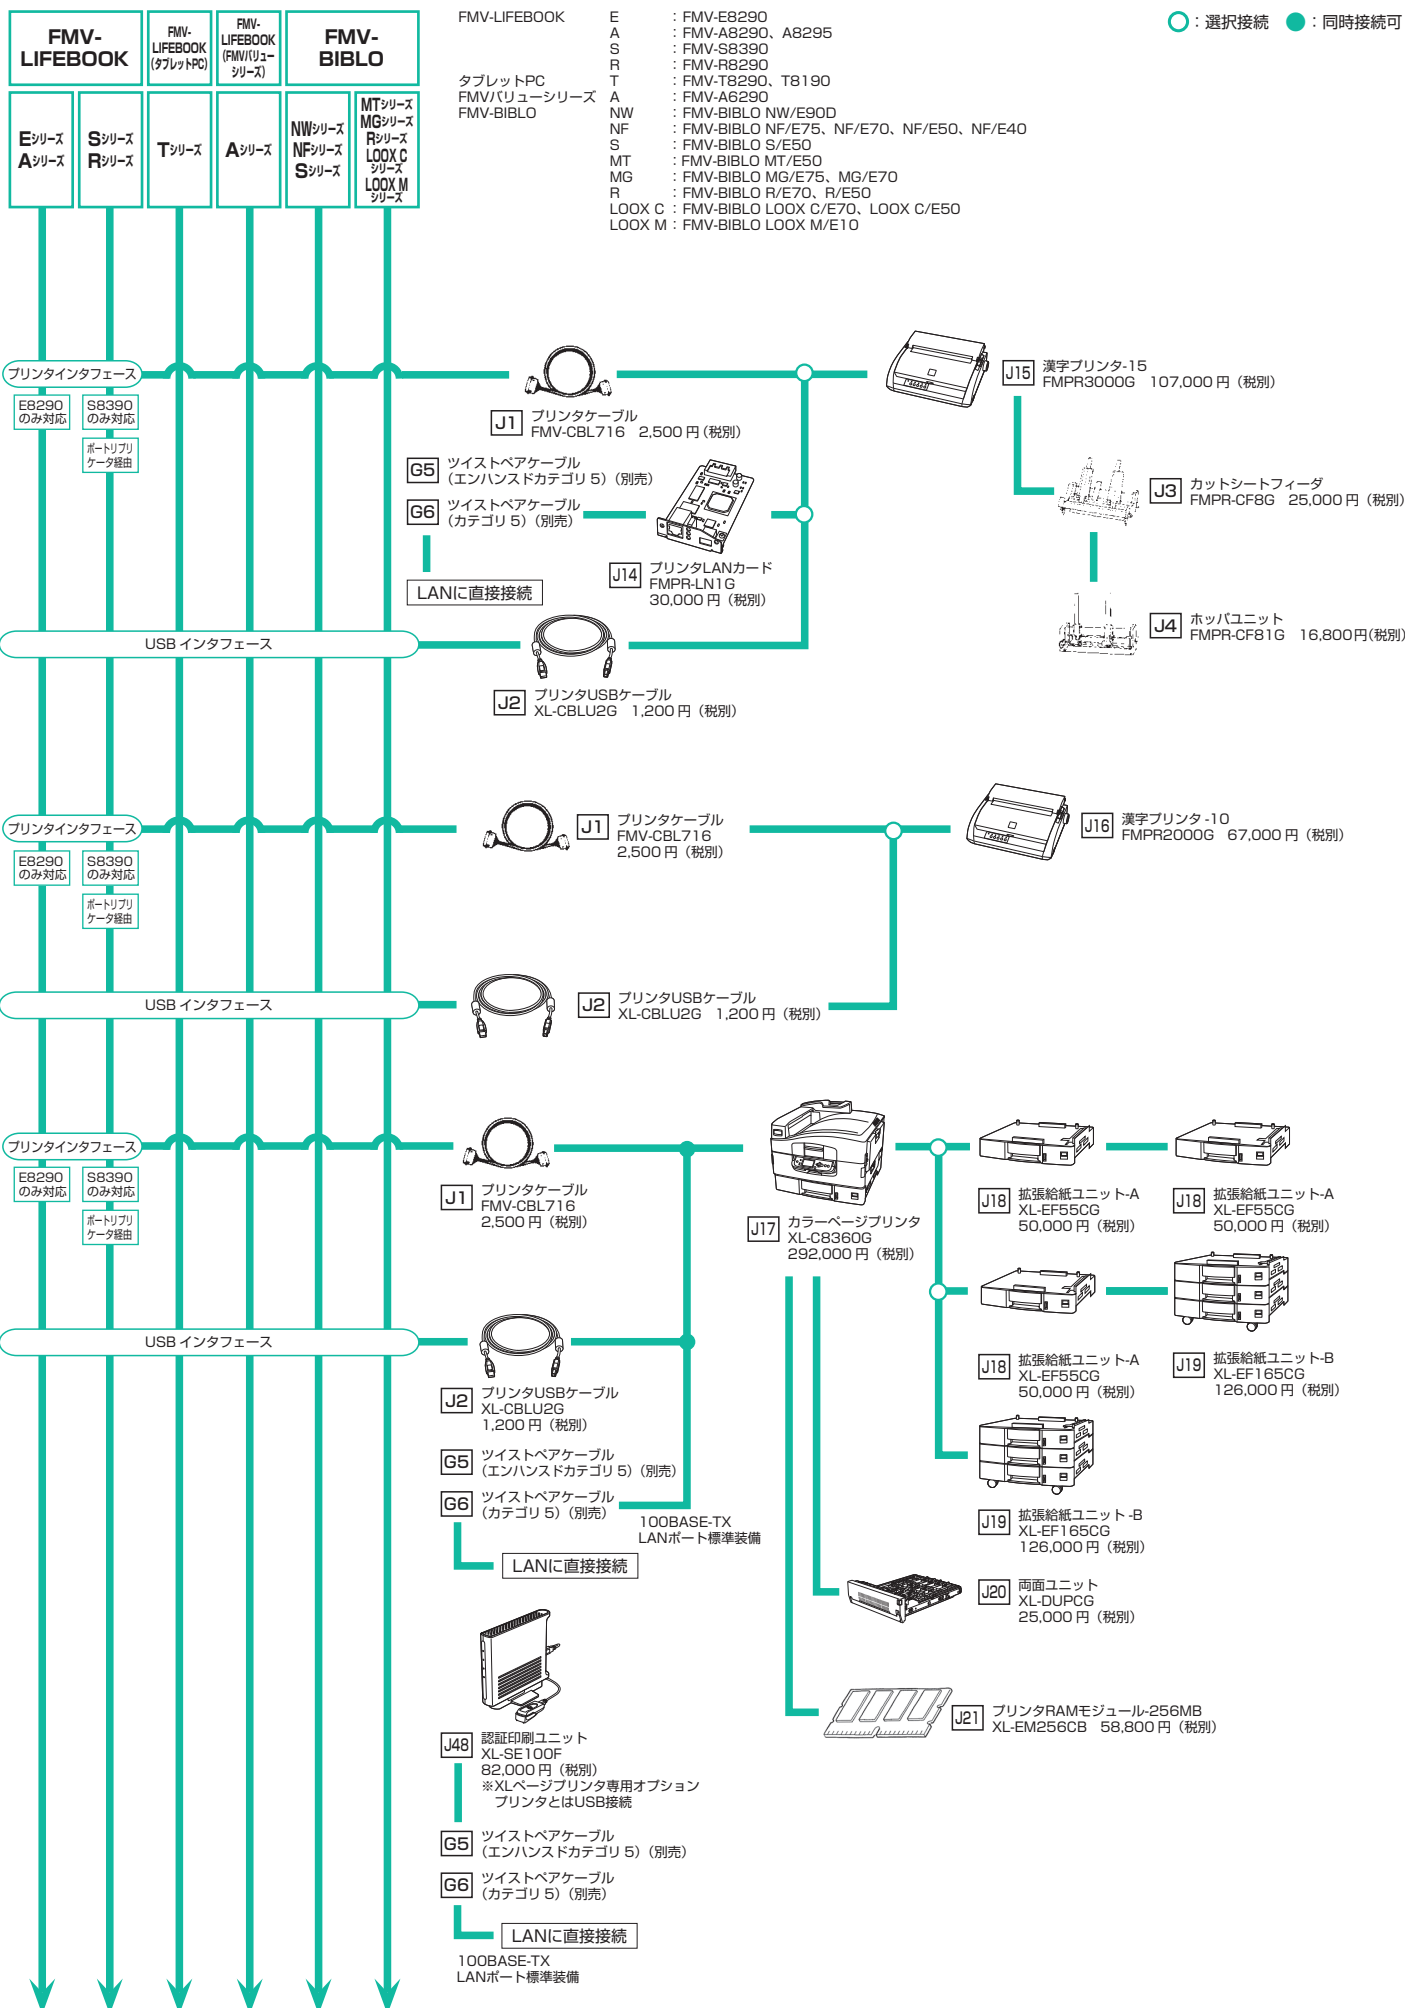 FMV-
LIFEBOOK
FMV-
LIFEBOOK
(タブレットPC)
FMV-
LIFEBOOK
(FMVバリュー
シリーズ)
FMV-
BIBLO
Eシリーズ
Aシリーズ
Sシリーズ
Rシリーズ
Tシリーズ
Aシリーズ
NWシリーズ
NFシリーズ
Sシリーズ
MTシリーズ
MGシリーズ
Rシリーズ
LOOX C
シリーズ
LOOX M
シリーズ
FMV-LIFEBOOK E : FMV-E8290
A : FMV-A8290、A8295
S : FMV-S8390
R : FMV-R8290
タブレットPC T : FMV-T8290、T8190
FMVバリューシリーズ A : FMV-A6290
FMV-BIBLO NW : FMV-BIBLO NW/E90D
NF : FMV-BIBLO NF/E75、NF/E70、NF/E50、NF/E40
S : FMV-BIBLO S/E50
MT : FMV-BIBLO MT/E50
MG : FMV-BIBLO MG/E75、MG/E70
R : FMV-BIBLO R/E70、R/E50
LOOX C : FMV-BIBLO LOOX C/E70、LOOX C/E50
LOOX M : FMV-BIBLO LOOX M/E10
○：選択接続 ●：同時接続可
プリンタインタフェース
E8290
のみ対応
S8390
のみ対応
ポートリプリ
ケータ経由
J1 プリンタケーブル
FMV-CBL716 2,500円（税別）
G5 ツイストペアケーブル
（エンハンスドカテゴリ5）（別売）
G6 ツイストペアケーブル
（カテゴリ5）（別売）
LANに直接接続
J14 プリンタLANカード
FMPR-LN1G
30,000円（税別）
J15 漢字プリンタ-15
FMPR3000G 107,000円（税別）
J3 カットシートフィーダ
FMPR-CF8G 25,000円（税別）
J4 ホッパユニット
FMPR-CF81G 16,800円（税別）
USB インタフェース
J2 プリンタUSBケーブル
XL-CBLU2G 1,200円（税別）
プリンタインタフェース
E8290
のみ対応
S8390
のみ対応
ポートリプリ
ケータ経由
J1 プリンタケーブル
FMV-CBL716
2,500円（税別）
J16 漢字プリンタ-10
FMPR2000G 67,000円（税別）
USB インタフェース
J2 プリンタUSBケーブル
XL-CBLU2G 1,200円（税別）
プリンタインタフェース
E8290
のみ対応
S8390
のみ対応
ポートリプリ
ケータ経由
J1 プリンタケーブル
FMV-CBL716
2,500円（税別）
J17 カラーページプリンタ
XL-C8360G
292,000円（税別）
J18 拡張給紙ユニット-A
XL-EF55CG
50,000円（税別）
J18 拡張給紙ユニット-A
XL-EF55CG
50,000円（税別）
USB インタフェース
J2 プリンタUSBケーブル
XL-CBLU2G
1,200円（税別）
J18 拡張給紙ユニット-A
XL-EF55CG
50,000円（税別）
J19 拡張給紙ユニット-B
XL-EF165CG
126,000円（税別）
G5 ツイストペアケーブル
（エンハンスドカテゴリ5）（別売）
G6 ツイストペアケーブル
（カテゴリ5）（別売）
100BASE-TX
LANポート標準装備
LANに直接接続
J19 拡張給紙ユニット-B
XL-EF165CG
126,000円（税別）
J20 両面ユニット
XL-DUPCG
25,000円（税別）
J21 プリンタRAMモジュール-256MB
XL-EM256CB 58,800円（税別）
J48 認証印刷ユニット
XL-SE100F
82,000円（税別）
※XLページプリンタ専用オプション
プリンタとはUSB接続
G5 ツイストペアケーブル
（エンハンスドカテゴリ5）（別売）
G6 ツイストペアケーブル
（カテゴリ5）（別売）
LANに直接接続
100BASE-TX
LANポート標準装備